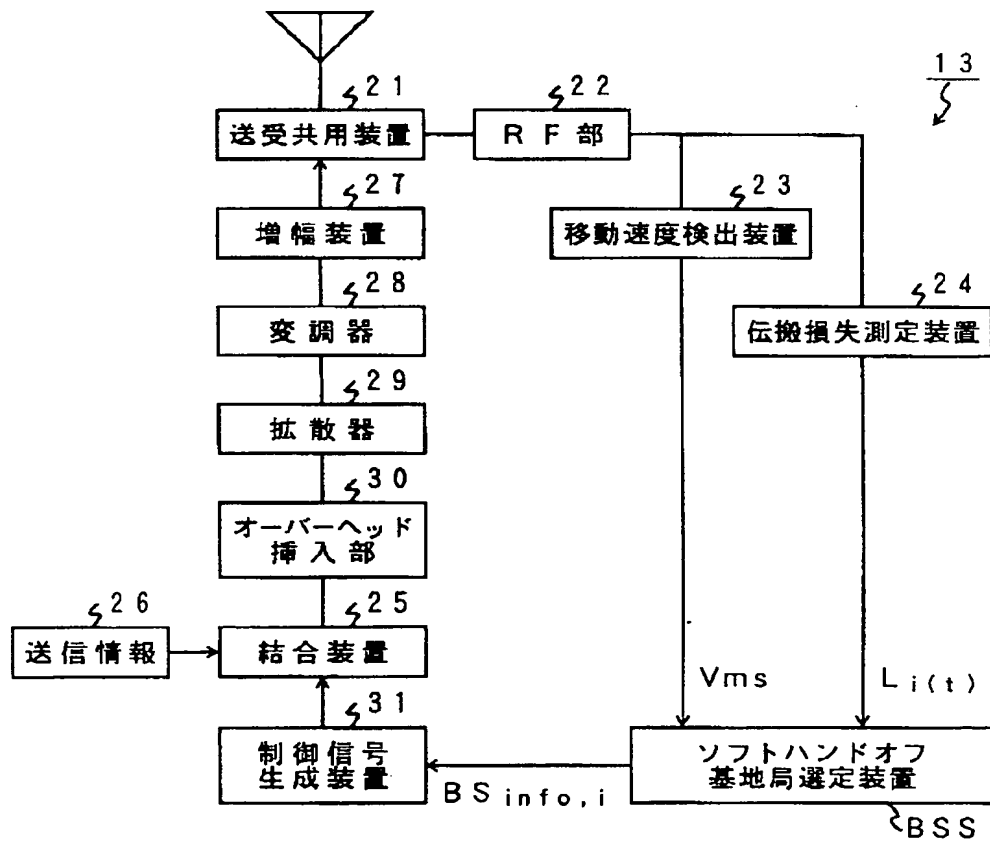 13
21
22
送受共用装置
RF部
27
23
増幅装置
移動速度検出装置
28
24
変調器
伝搬損失測定装置
29
拡散器
30
オーバーヘッド
挿入部
26
25
送信情報
結合装置
Vms
Li(t)
31
制御信号
生成装置
ソフトハンドオフ
基地局選定装置
BSinfo,i
BSS